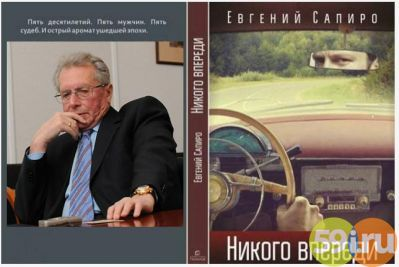 Пять десятилетий. Пять мужчин. Пять
судеб. И острый аромат ушедшей эпохи.
Евгений Сапиро
Никого впереди
Евгений Сапиро
Никого впереди
59i.ru